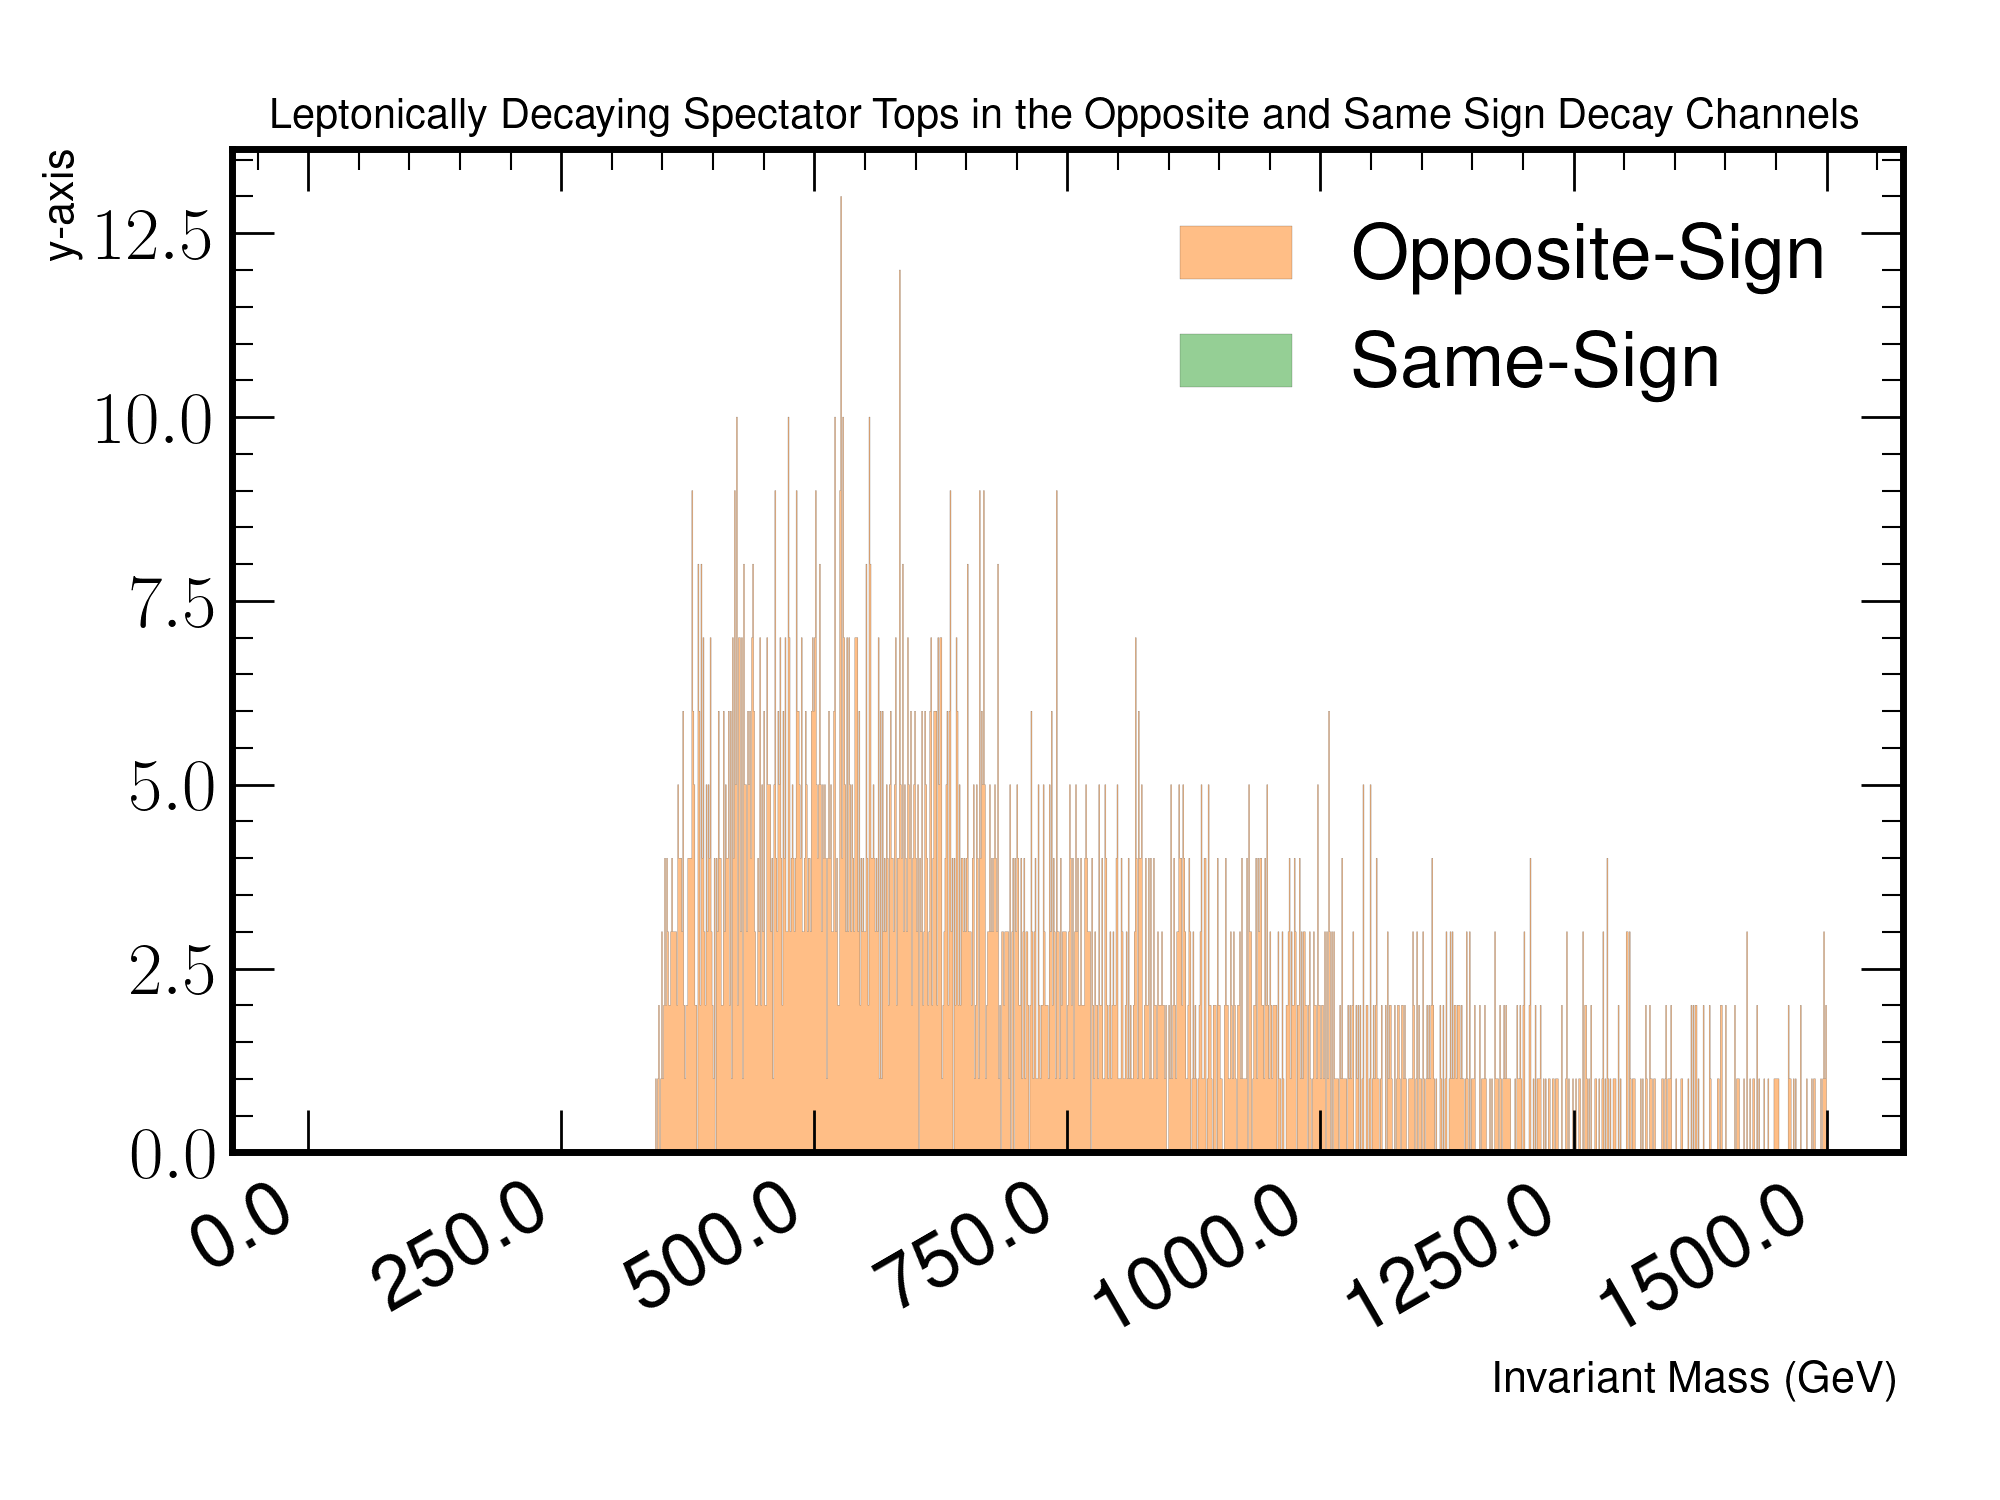 Leptonically Decaying Spectator Tops in the Opposite and Same Sign Decay Channels
y-axis
12.5
10.0
7.5
5.0
2.5
0.0
Opposite-Sign
Same-Sign
0.0
250.0
500.0
750.0
1000.0
1250.0
1500.0
Invariant Mass (GeV)